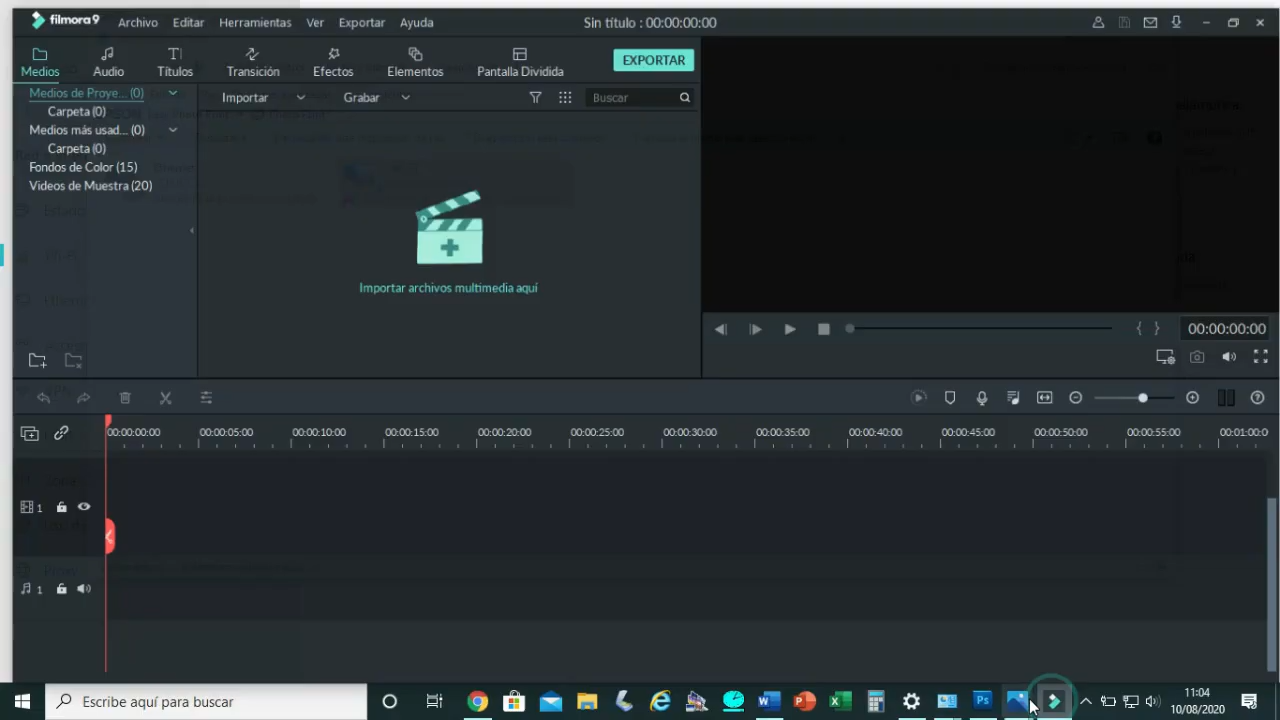 filmora9 Archivo Editar Herramientas Ver Exportar Ayuda Sin título : 00:00:00:00
Medios Audio Títulos Transición Efectos Elementos Pantalla Dividida EXPORTAR
Medios de Proye... (0)
Carpeta (0)
Medios más usad... (0)
Carpeta (0)
Fondos de Color (15)
Videos de Muestra (20)
Importar Grabar Buscar
Importar archivos multimedia aquí
{ } 00:00:00:00
00:00:00:00 00:00:05:00 00:00:10:00 00:00:15:00 00:00:20:00 00:00:25:00 00:00:30:00 00:00:35:00 00:00:40:00 00:00:45:00 00:00:50:00 00:00:55:00 00:01:00:0
1
1
Escribe aquí para buscar
11:04
10/08/2020